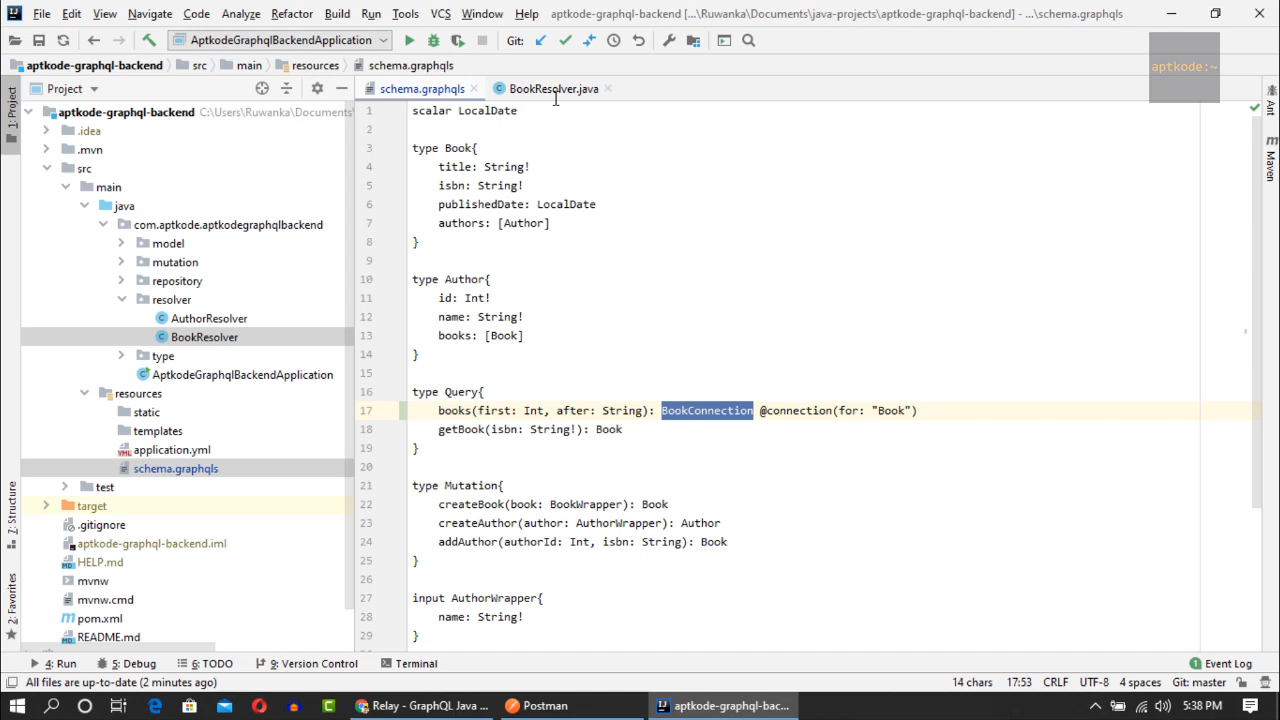 File Edit View Navigate Code Analyze Refactor Build Run Tools VCS Window Help aptkode-graphql-backend [...\Ruwanka\Documents\java-projects\aptkode-graphql-backend] - ...\schema.graphqls
AptkodeGraphqlBackendApplication Git:
aptkode-graphql-backend src main resources schema.graphqls
aptkode:~
1: Project
7: Structure
2: Favorites
Ant
Maven
Project
aptkode-graphql-backend C:\Users\Ruwanka\Documents\
.idea
.mvn
src
main
java
com.aptkode.aptkodegraphqlbackend
model
mutation
repository
resolver
AuthorResolver
BookResolver
type
AptkodeGraphqlBackendApplication
resources
static
templates
application.yml
schema.graphqls
test
target
.gitignore
aptkode-graphql-backend.iml
HELP.md
mvnw
mvnw.cmd
pom.xml
README.md
schema.graphqls BookResolver.java
1 scalar LocalDate
2
3 type Book{
4 title: String!
5 isbn: String!
6 publishedDate: LocalDate
7 authors: [Author]
8 }
9
10 type Author{
11 id: Int!
12 name: String!
13 books: [Book]
14 }
15
16 type Query{
17 books(first: Int, after: String): BookConnection @connection(for: "Book")
18 getBook(isbn: String!): Book
19 }
20
21 type Mutation{
22 createBook(book: BookWrapper): Book
23 createAuthor(author: AuthorWrapper): Author
24 addAuthor(authorId: Int, isbn: String): Book
25 }
26
27 input AuthorWrapper{
28 name: String!
29 }
4: Run 5: Debug 6: TODO 9: Version Control Terminal 1 Event Log
All files are up-to-date (2 minutes ago) 14 chars 17:53 CRLF UTF-8 4 spaces Git: master
Relay - GraphQL Java ... Postman aptkode-graphql-bac... 5:38 PM